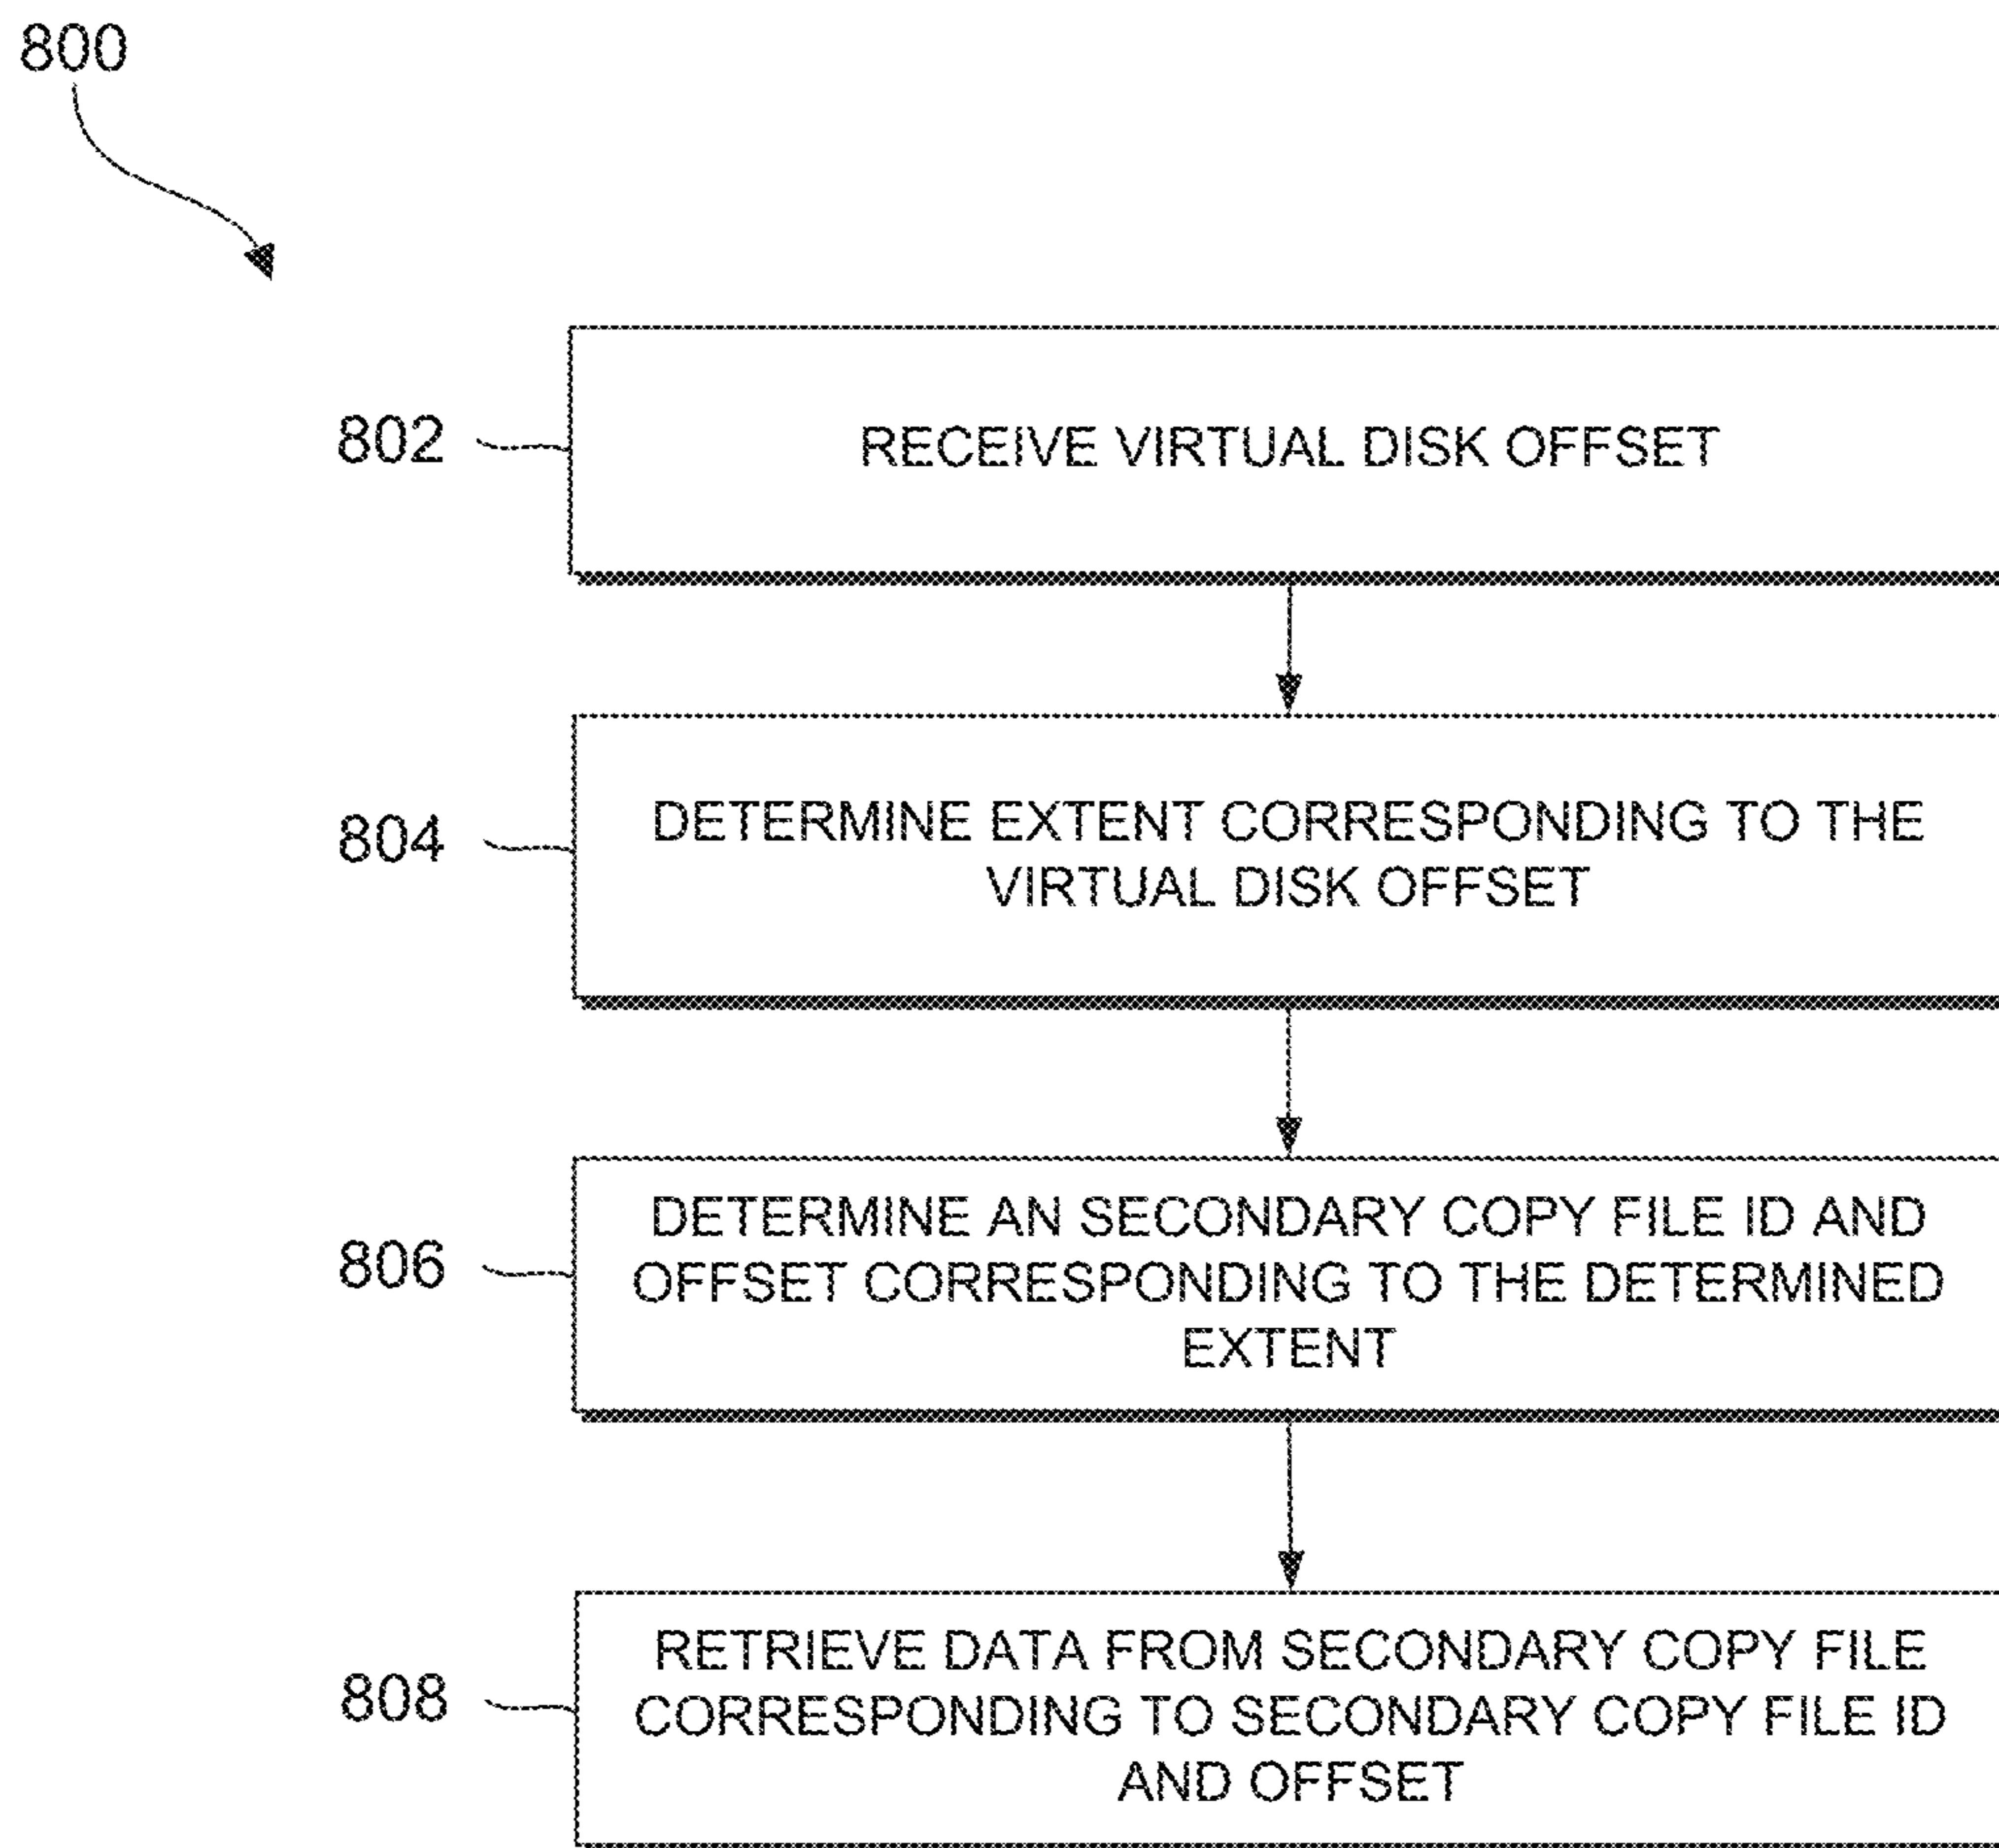 800
802
RECEIVE VIRTUAL DISK OFFSET
804
DETERMINE EXTENT CORRESPONDING TO THE
VIRTUAL DISK OFFSET
806
DETERMINE AN SECONDARY COPY FILE ID AND
OFFSET CORRESPONDING TO THE DETERMINED
EXTENT
808
RETRIEVE DATA FROM SECONDARY COPY FILE
CORRESPONDING TO SECONDARY COPY FILE ID
AND OFFSET